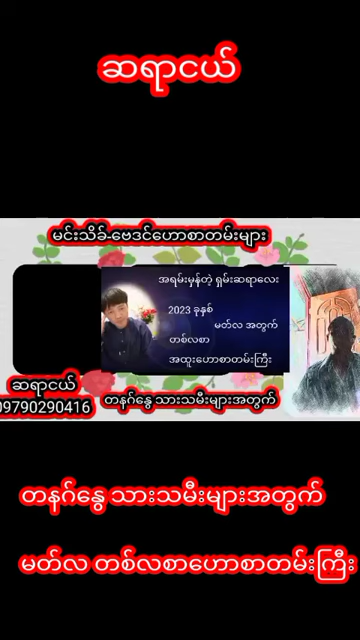 ဆရာငယ်
မင်းသိခ်-ဗေဒင်ဟောစာတမ်းများ
အရမ်းမှန်တဲ့ ရှမ်းဆရာလေး
2023 ခုနှစ်
မတ်လ အတွက်
တစ်လစာ
အထူးဟောစာတမ်းကြီး
ဆရာငယ်
09790290416
တနင်္ဂနွေ သားသမီးများအတွက်
တနင်္ဂနွေ သားသမီးများအတွက်
မတ်လ တစ်လစာဟောစာတမ်းကြီး